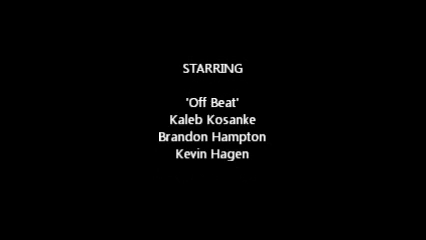 STARRING
'Off Beat'
Kaleb Kosanke
Brandon Hampton
Kevin Hagen